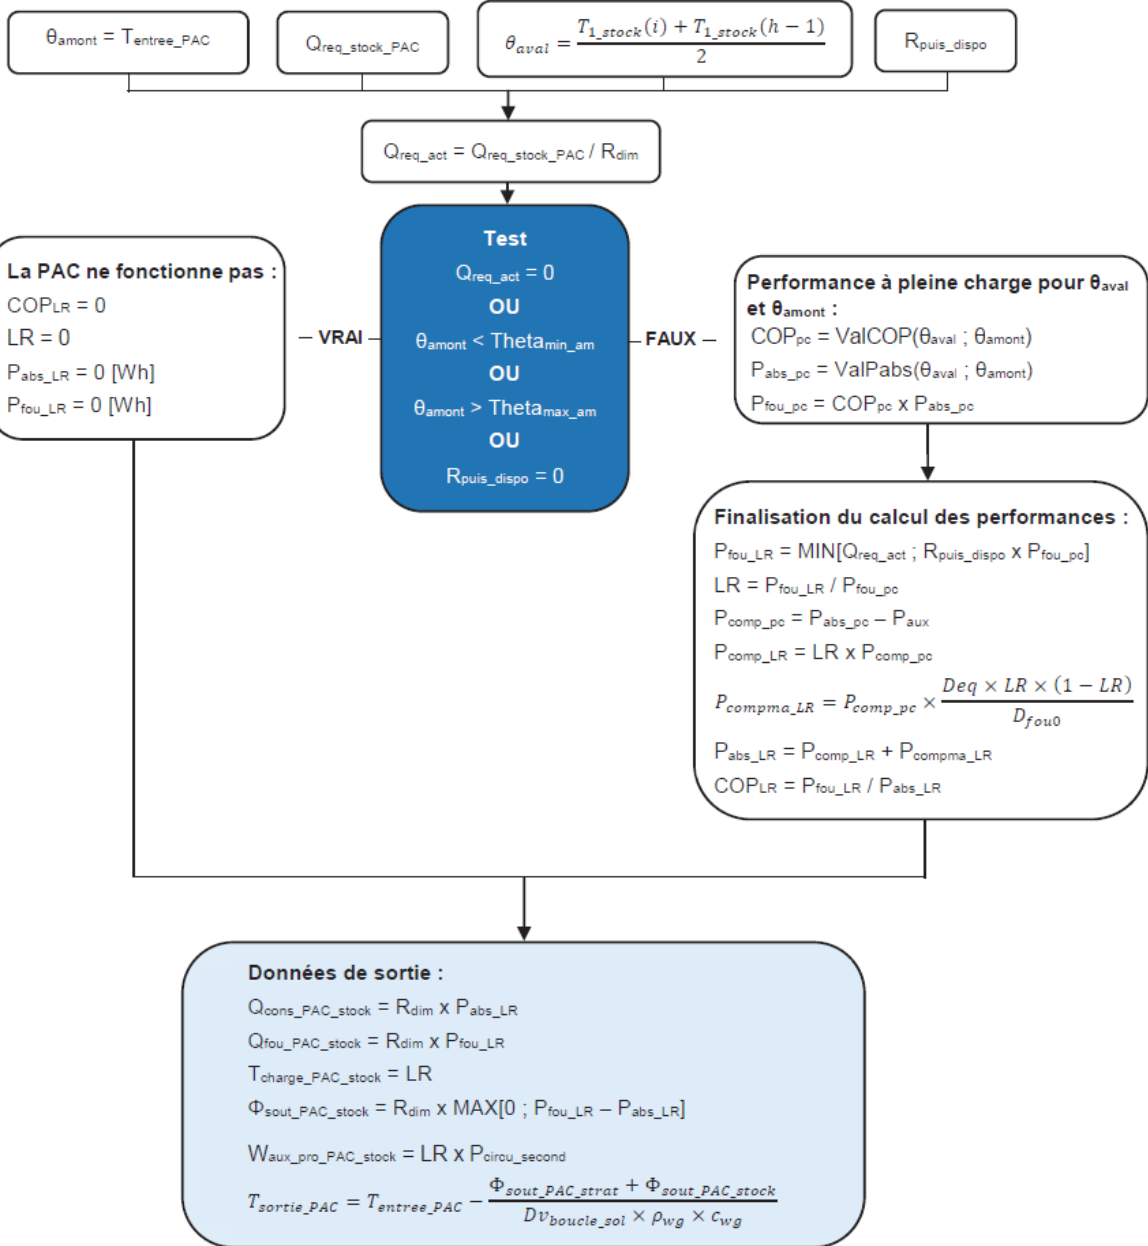 θamont = Tentree_PAC
Qreq_stock_PAC
θaval = (T1_stock(i) + T1_stock(h − 1)) / 2
Rpuis_dispo
Qreq_act = Qreq_stock_PAC / Rdim
La PAC ne fonctionne pas :
COPLR = 0
LR = 0
Pabs_LR = 0 [Wh]
Pfou_LR = 0 [Wh]
– VRAI –
Test
Qreq_act = 0
OU
θamont < Thetamin_am
OU
θamont > Thetamax_am
OU
Rpuis_dispo = 0
– FAUX –
Performance à pleine charge pour θaval
et θamont :
COPpc = ValCOP(θaval ; θamont)
Pabs_pc = ValPabs(θaval ; θamont)
Pfou_pc = COPpc x Pabs_pc
Finalisation du calcul des performances :
Pfou_LR = MIN[Qreq_act ; Rpuis_dispo x Pfou_pc]
LR = Pfou_LR / Pfou_pc
Pcomp_pc = Pabs_pc – Paux
Pcomp_LR = LR x Pcomp_pc
Pcompma_LR = Pcomp_pc × (Deq × LR × (1 − LR)) / Dfou0
Pabs_LR = Pcomp_LR + Pcompma_LR
COPLR = Pfou_LR / Pabs_LR
Données de sortie :
Qcons_PAC_stock = Rdim x Pabs_LR
Qfou_PAC_stock = Rdim x Pfou_LR
Tcharge_PAC_stock = LR
Φsout_PAC_stock = Rdim x MAX[0 ; Pfou_LR – Pabs_LR]
Waux_pro_PAC_stock = LR x Pcircu_second
Tsortie_PAC = Tentree_PAC − (Φsout_PAC_strat + Φsout_PAC_stock) / (Dvboucle_sol × ρwg × cwg)